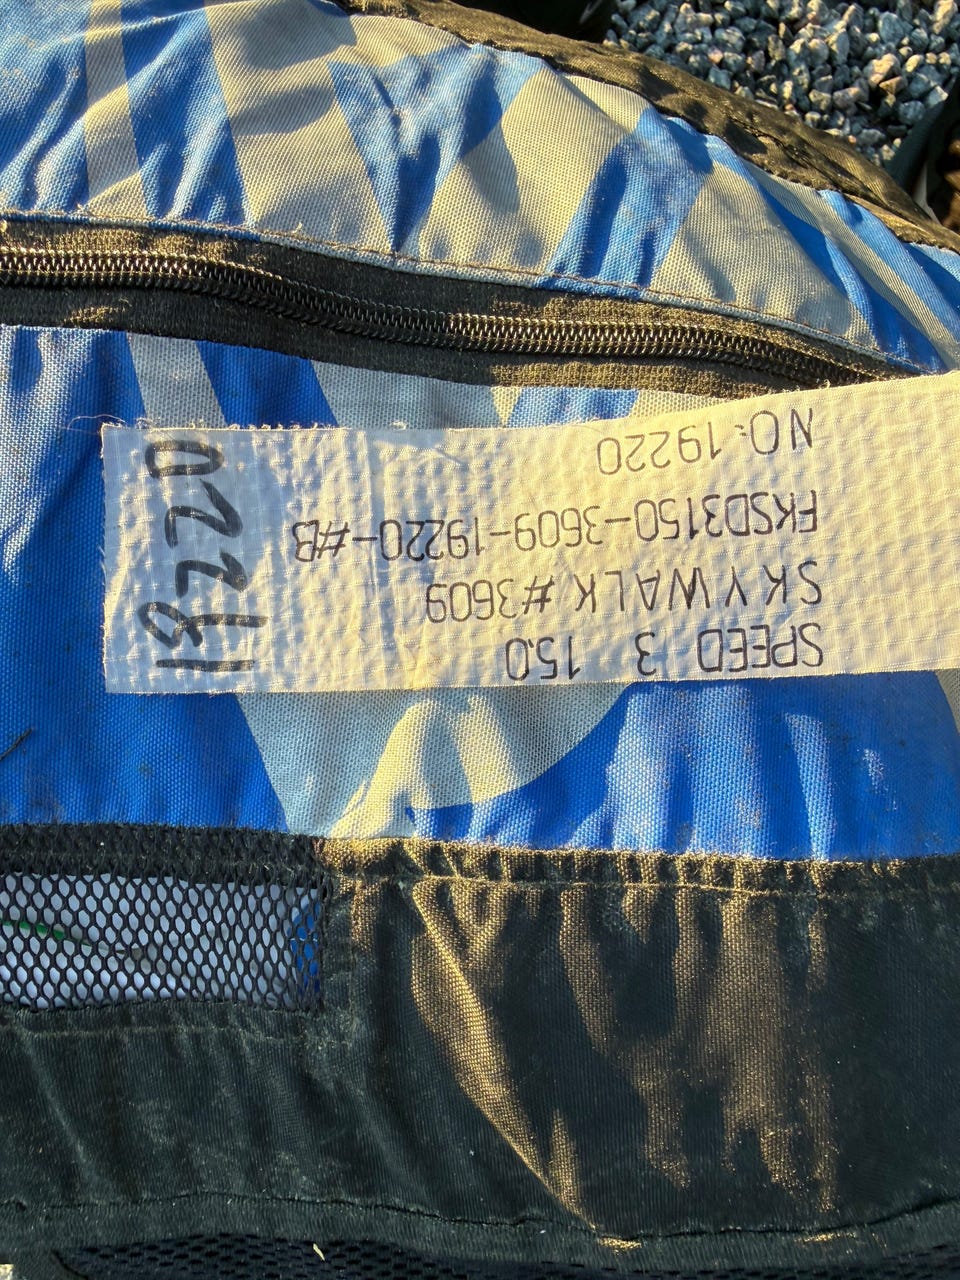 SPEED 3 15.0
SKYWALK #3609
FKSD3150-3609-19220-#B
NO:19220
19220